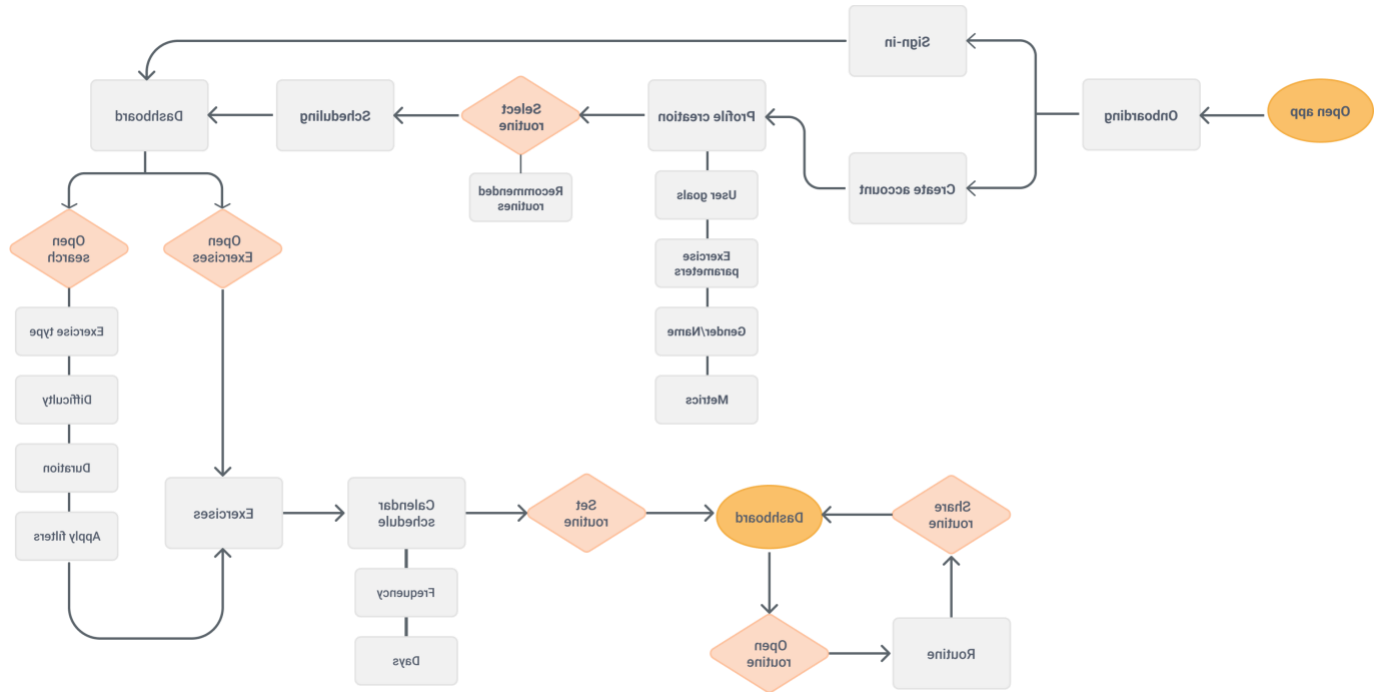 Open app
Onboarding
Sign-in
Create account
Profile creation
User goals
Exercise
parameters
Gender/Name
Metrics
Select
routine
Recommended
routines
Scheduling
Dashboard
Open
Exercises
Open
search
Exercise type
Difficulty
Duration
Apply filters
Exercises
Calendar
schedule
Frequency
Days
Set
routine
Dashboard
Open
routine
Routine
Share
routine